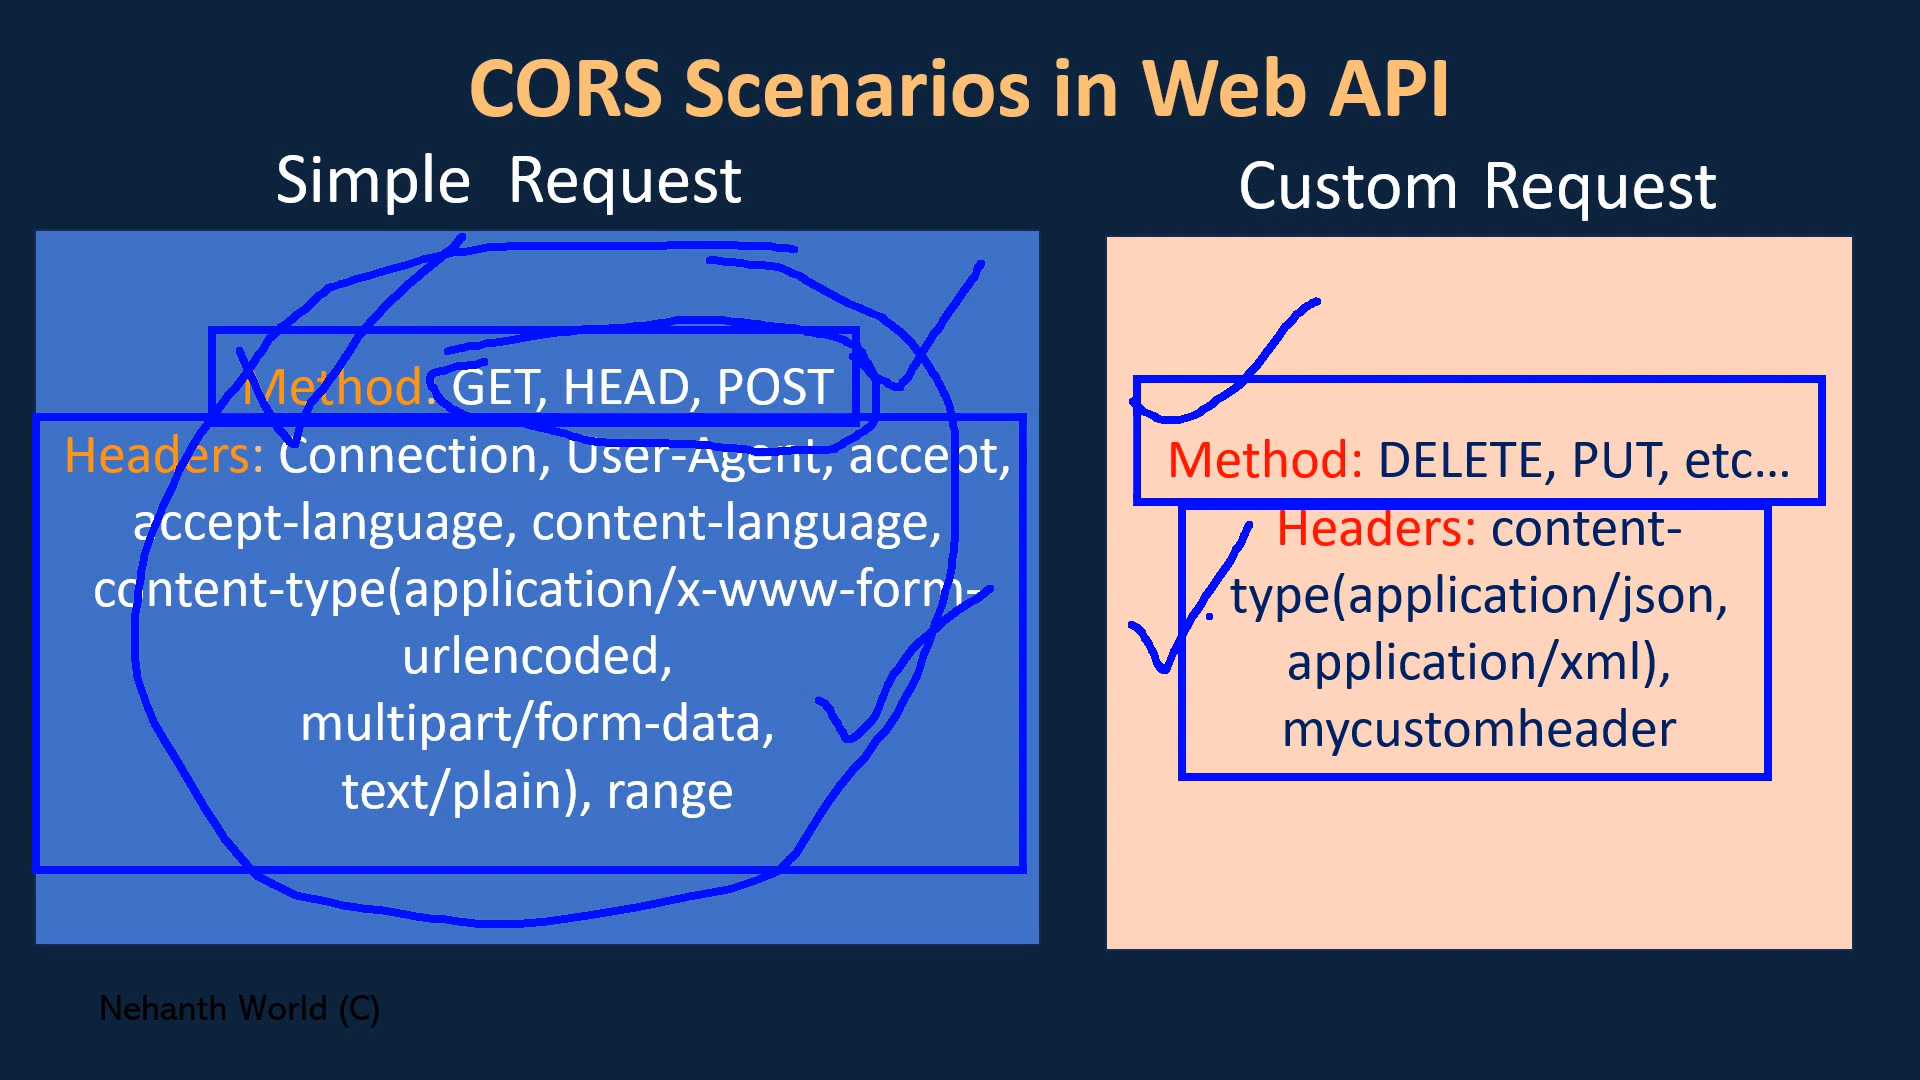 CORS Scenarios in Web API
Simple Request
Method: GET, HEAD, POST
Headers: Connection, User-Agent, accept,
accept-language, content-language,
content-type(application/x-www-form-
urlencoded,
multipart/form-data,
text/plain), range
Custom Request
Method: DELETE, PUT, etc...
Headers: content-
type(application/json,
application/xml),
mycustomheader
Nehanth World (C)